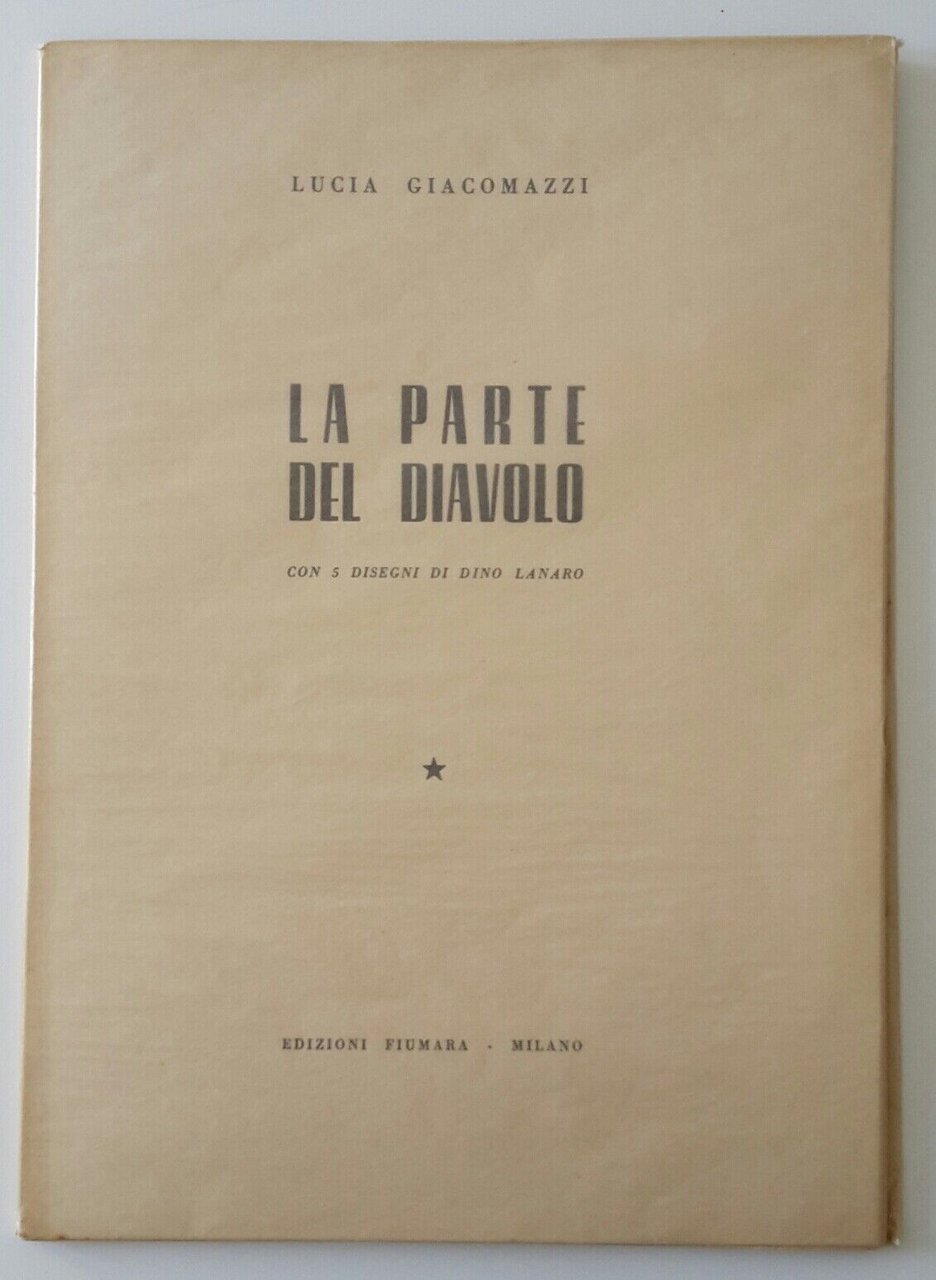 LUCIA GIACOMAZZI
LA PARTE
DEL DIAVOLO
CON 5 DISEGNI DI DINO LANARO
EDIZIONI FIUMARA - MILANO